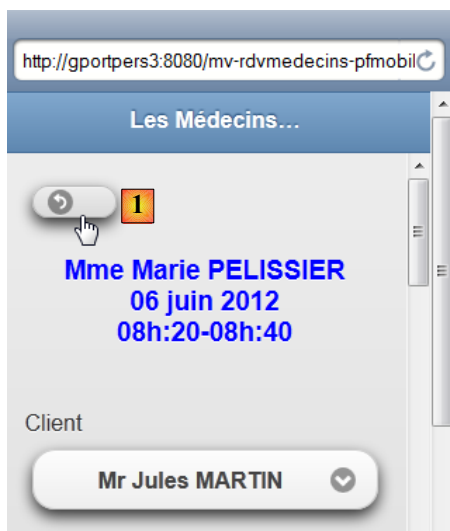 http://gportpers3:8080/mv-rdvmedecins-pfmobil
Les Médecins...
1
Mme Marie PELISSIER
06 juin 2012
08h:20-08h:40
Client
Mr Jules MARTIN